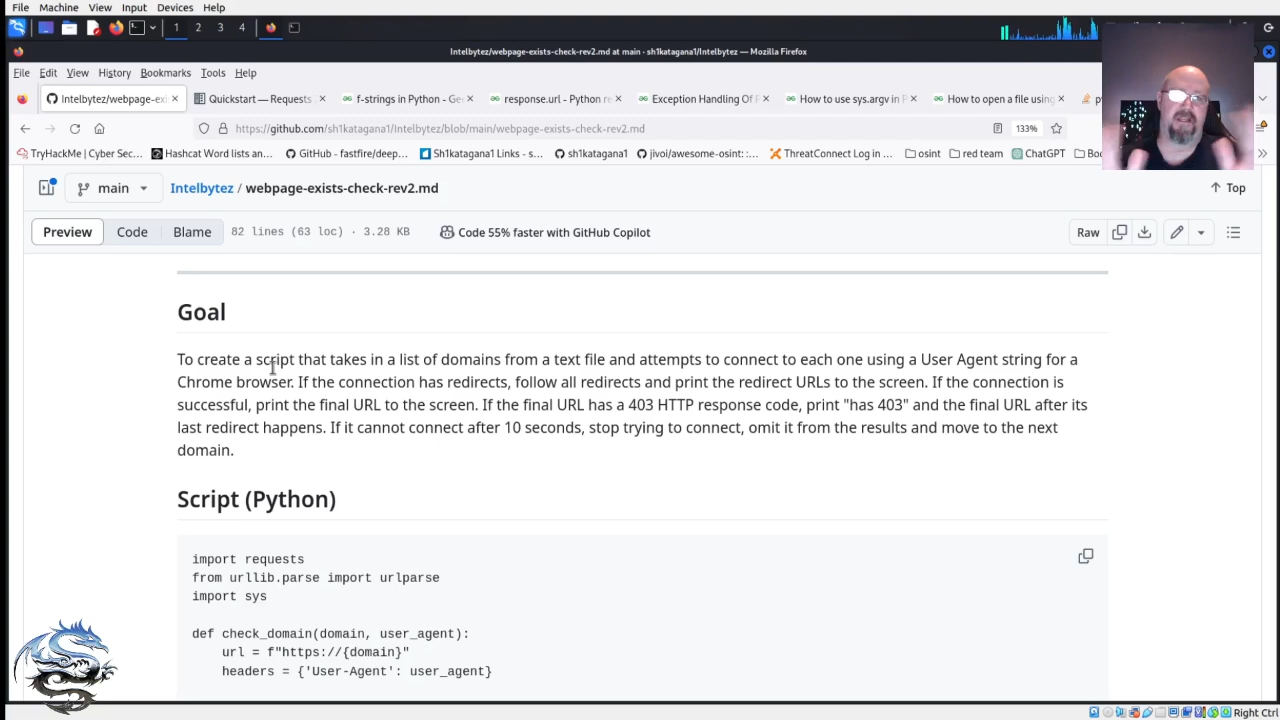 File Machine View Input Devices Help
1 2 3 4
Intelbytez/webpage-exists-check-rev2.md at main · sh1katagana1/Intelbytez — Mozilla Firefox
File Edit View History Bookmarks Tools Help
Intelbytez/webpage-exi Quickstart — Requests f-strings in Python - Ge response.url - Python re Exception Handling Of P How to use sys.argv in P How to open a file using
https://github.com/sh1katagana1/Intelbytez/blob/main/webpage-exists-check-rev2.md 133%
TryHackMe | Cyber Sec... Hashcat Word lists an... GitHub - fastfire/deep... Sh1katagana1 Links - s... sh1katagana1 jivoi/awesome-osint: :... ThreatConnect Log in ... osint red team ChatGPT
main Intelbytez / webpage-exists-check-rev2.md Top
Preview Code Blame 82 lines (63 loc) · 3.28 KB Code 55% faster with GitHub Copilot Raw
Goal
To create a script that takes in a list of domains from a text file and attempts to connect to each one using a User Agent string for a
Chrome browser. If the connection has redirects, follow all redirects and print the redirect URLs to the screen. If the connection is
successful, print the final URL to the screen. If the final URL has a 403 HTTP response code, print "has 403" and the final URL after its
last redirect happens. If it cannot connect after 10 seconds, stop trying to connect, omit it from the results and move to the next
domain.
Script (Python)
import requests
from urllib.parse import urlparse
import sys
def check_domain(domain, user_agent):
url = f"https://{domain}"
headers = {'User-Agent': user_agent}
Right Ctrl